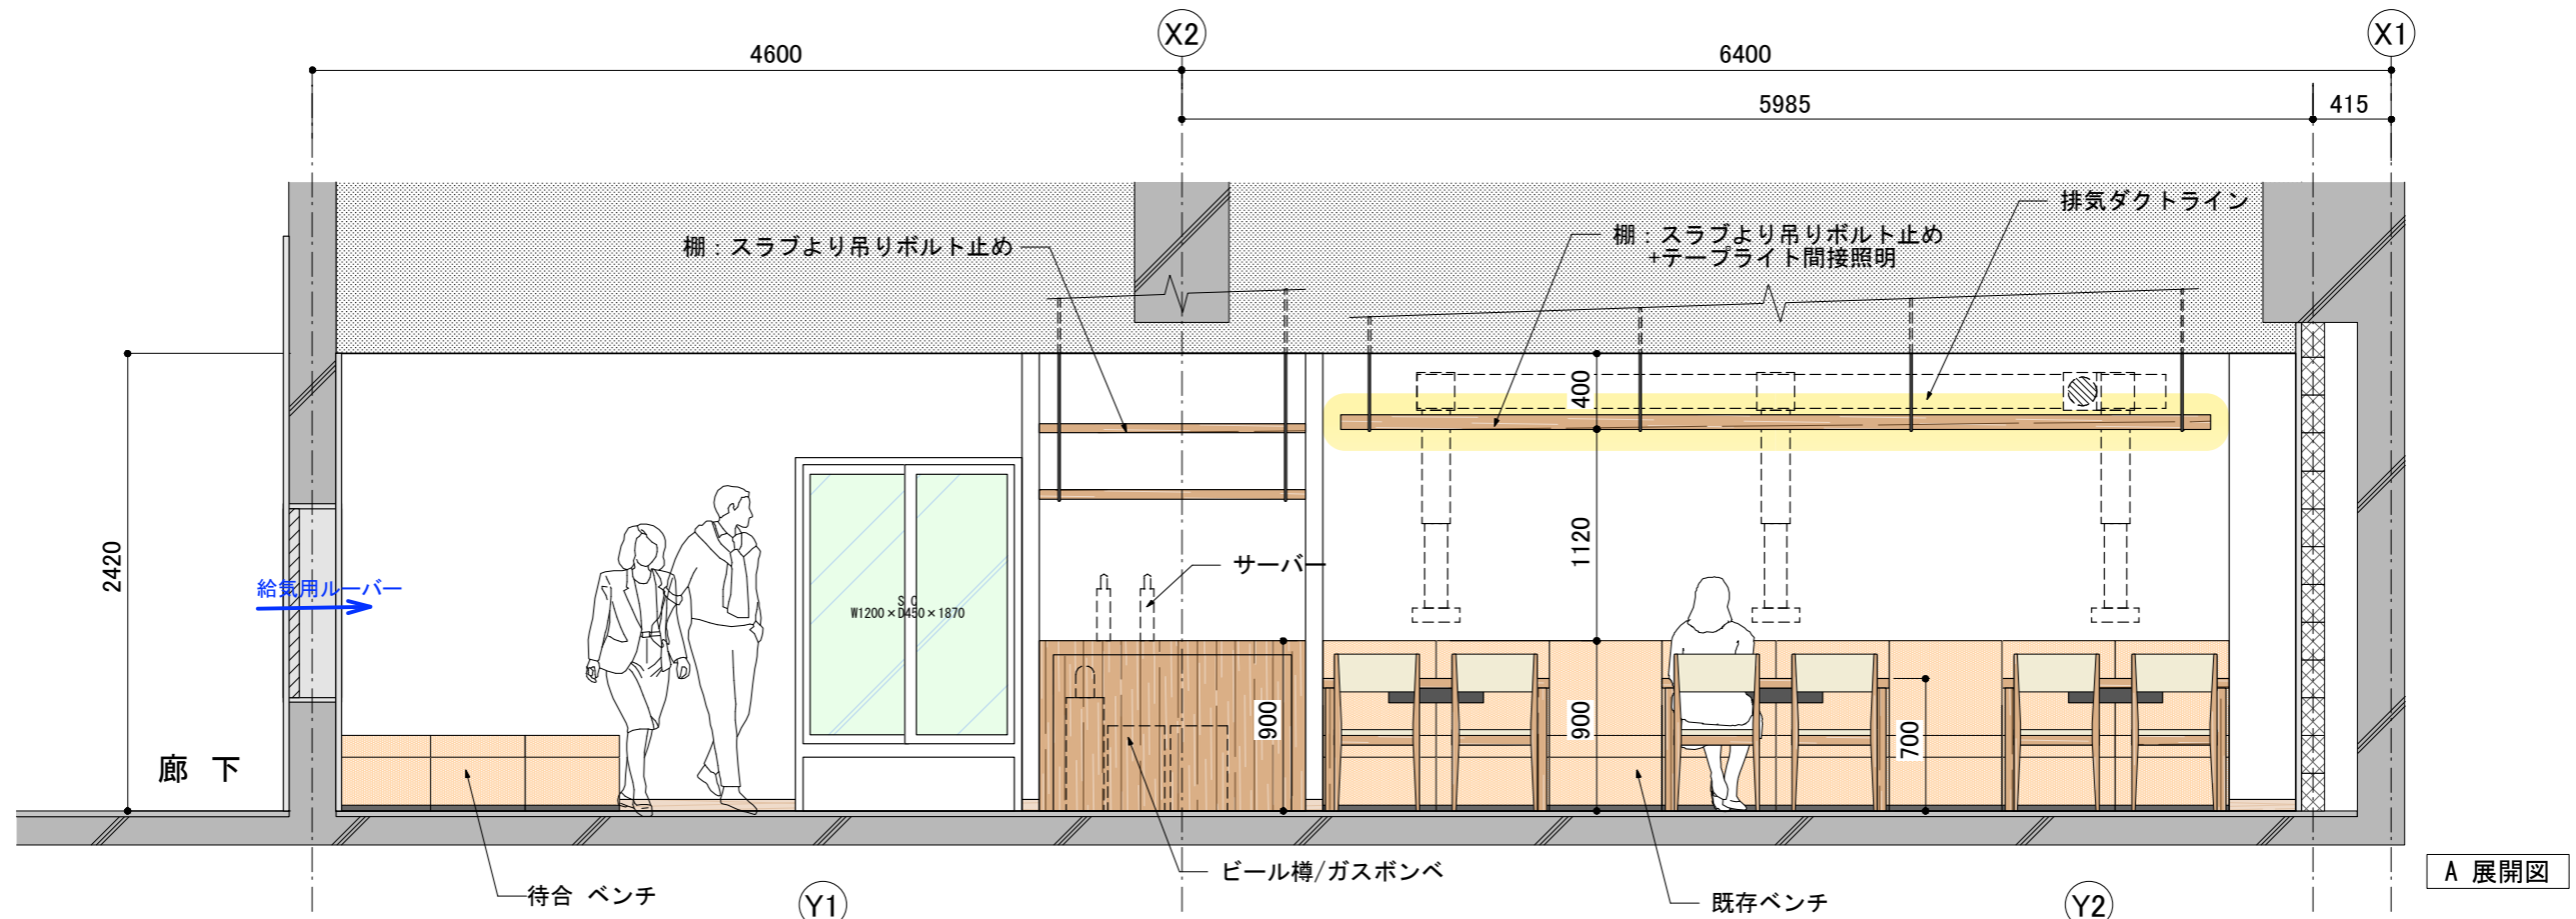 X2
X1
4600
6400
5985
415
排気ダクトライン
棚：スラブより吊りボルト止め
棚：スラブより吊りボルト止め
+テープライト間接照明
400
2420
1120
サーバー
給気用ルーバー
S C
W1200×D450×1870
900
900
700
廊 下
ビール樽/ガスボンベ
待合 ベンチ
既存ベンチ
A 展開図
Y1
Y2